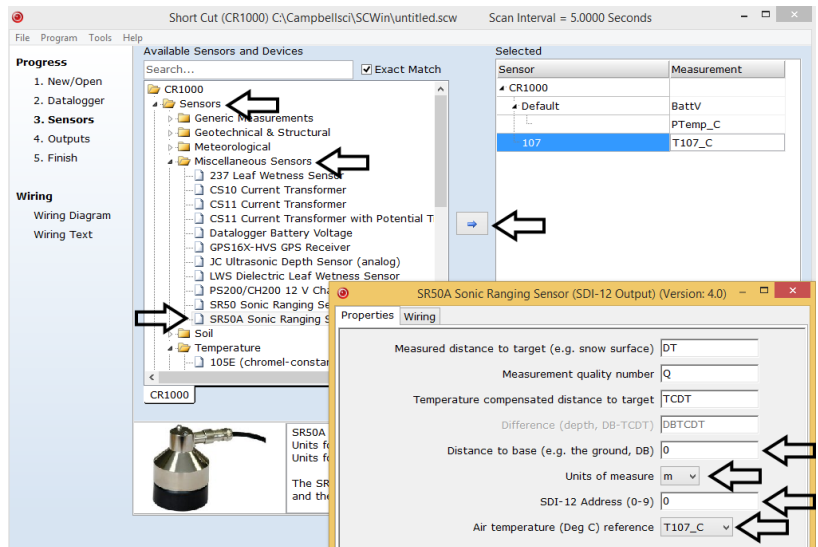 Short Cut (CR1000) C:\Campbellsci\SCWin\untitled.scw Scan Interval = 5.0000 Seconds
File Program Tools Help
Progress
1. New/Open
2. Datalogger
3. Sensors
4. Outputs
5. Finish
Wiring
Wiring Diagram
Wiring Text
Available Sensors and Devices
Search...
Exact Match
CR1000
Sensors
Generic Measurements
Geotechnical & Structural
Meteorological
Miscellaneous Sensors
237 Leaf Wetness Sensor
CS10 Current Transformer
CS11 Current Transformer
CS11 Current Transformer with Potential T
Datalogger Battery Voltage
GPS16X-HVS GPS Receiver
JC Ultrasonic Depth Sensor (analog)
LWS Dielectric Leaf Wetness Sensor
PS200/CH200 12 V Cha
SR50 Sonic Ranging Se
SR50A Sonic Ranging S
Soil
Temperature
105E (chromel-constan
CR1000
Selected
Sensor Measurement
CR1000
Default BattV
PTemp_C
107 T107_C
SR50A
Units fo
Units fo
The SR
and the
SR50A Sonic Ranging Sensor (SDI-12 Output) (Version: 4.0)
Properties Wiring
Measured distance to target (e.g. snow surface) DT
Measurement quality number Q
Temperature compensated distance to target TCDT
Difference (depth, DB-TCDT) DBTCDT
Distance to base (e.g. the ground, DB) 0
Units of measure m
SDI-12 Address (0-9) 0
Air temperature (Deg C) reference T107_C